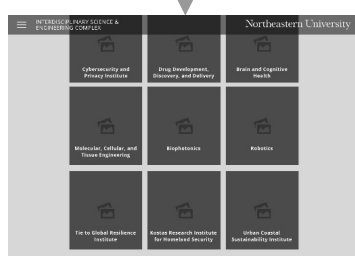 INTERDISCIPLINARY SCIENCE &
ENGINEERING COMPLEX
Northeastern University
Cybersecurity and
Privacy Institute
Drug Development,
Discovery, and Delivery
Brain and Cognitive
Health
Molecular, Cellular, and
Tissue Engineering
Biophotonics
Robotics
Tie to Global Resilience
Institute
Kostas Research Institute
for Homeland Security
Urban Coastal
Sustainability Institute